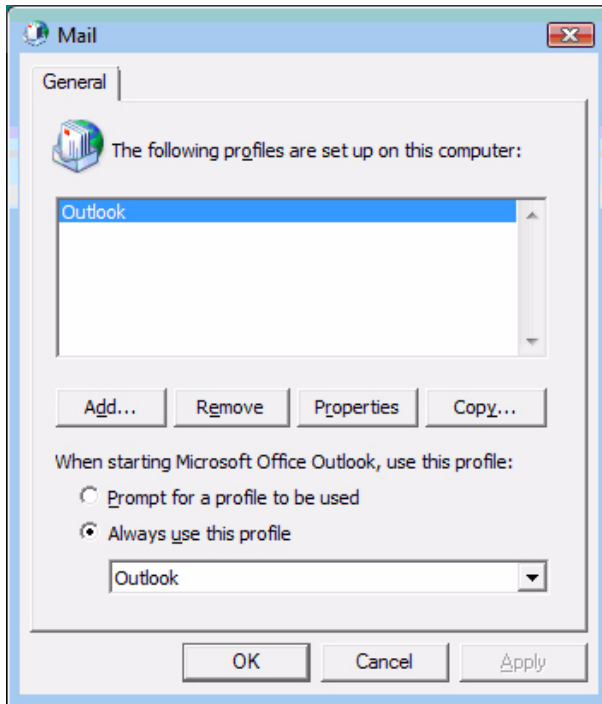 Mail
General
The following profiles are set up on this computer:
Outlook
Add... Remove Properties Copy...
When starting Microsoft Office Outlook, use this profile:
Prompt for a profile to be used
Always use this profile
Outlook
OK Cancel Apply